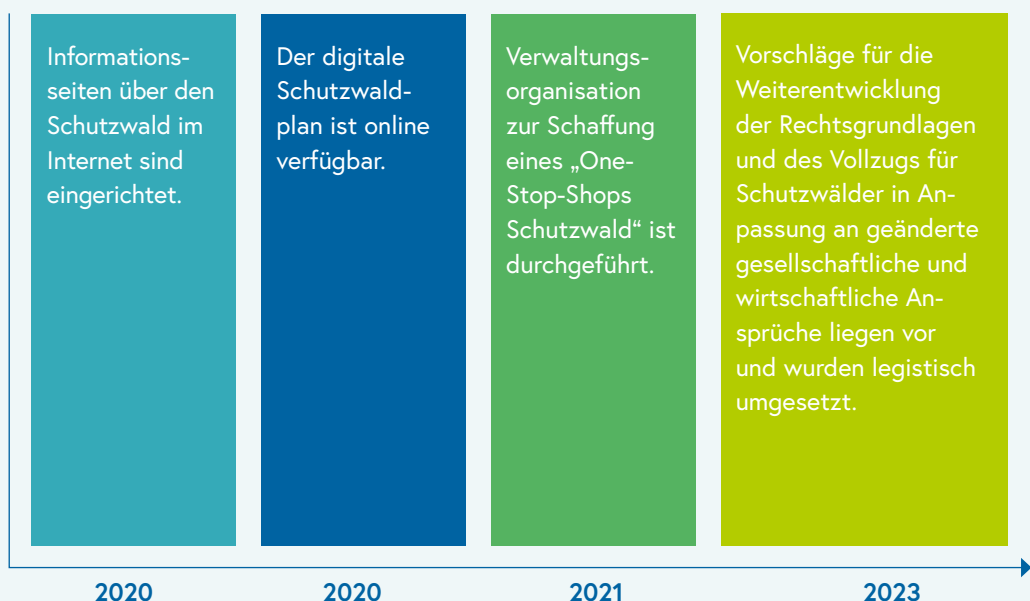 Informations-
seiten über den
Schutzwald im
Internet sind
eingerichtet.
Der digitale
Schutzwald-
plan ist online
verfügbar.
Verwaltungs-
organisation
zur Schaffung
eines „One-
Stop-Shops
Schutzwald“ ist
durchgeführt.
Vorschläge für die
Weiterentwicklung
der Rechtsgrundlagen
und des Vollzugs für
Schutzwälder in An-
passung an geänderte
gesellschaftliche und
wirtschaftliche An-
sprüche liegen vor
und wurden legistisch
umgesetzt.
2020
2020
2021
2023